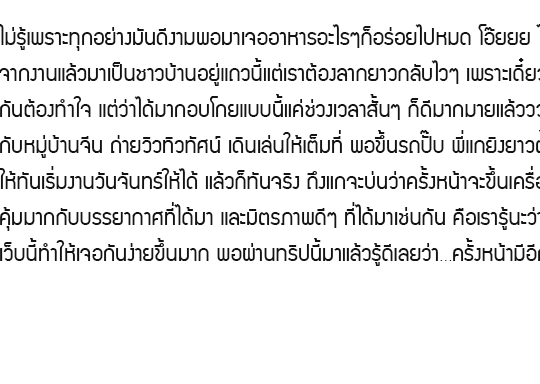 ไม่รู้เพราะทุกอย่างมันดีงามพอมาเจออาหารอะไรๆก็อร่อยไปหมด โอ๊ยยย
จากงานแล้วมาเป็นชาวบ้านอยู่แถวนี้แต่เราต้องลากยาวกลับไวๆ เพราะเดี๋ยว
กันต้องทำใจ แต่ว่าได้มากอบโกยแบบนี้แค่ช่วงเวลาสั้นๆ ก็ดีมากมายแล้ววว
กับหมู่บ้านจีน ถ่ายวิวทิวทัศน์ เดินเล่นให้เต็มที่ พอขึ้นรถปั๊บ พี่แกยิงยาว
ให้ทันเริ่มงานวันจันทร์ให้ได้ แล้วก็ทันจริง ถึงแกจะบ่นว่าครั้งหน้าจะขึ้นเครื่อ
คุ้มมากกับบรรยากาศที่ได้มา และมิตรภาพดีๆ ที่ได้มาเช่นกัน คือเรารู้นะว่า
เว็บนี้ทำให้เจอกันง่ายขึ้นมาก พอผ่านทริปนี้มาแล้วรู้ดีเลยว่า...ครั้งหน้ามีอีก